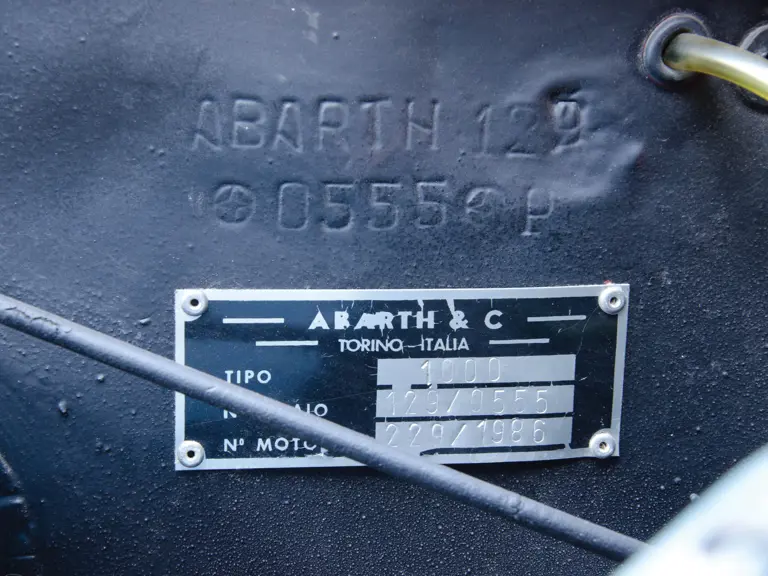 ABARTH 129
0555 P
ABARTH & C
TORINO-ITALIA
TIPO 1000
129/0555
Nº MOTO 229/1986